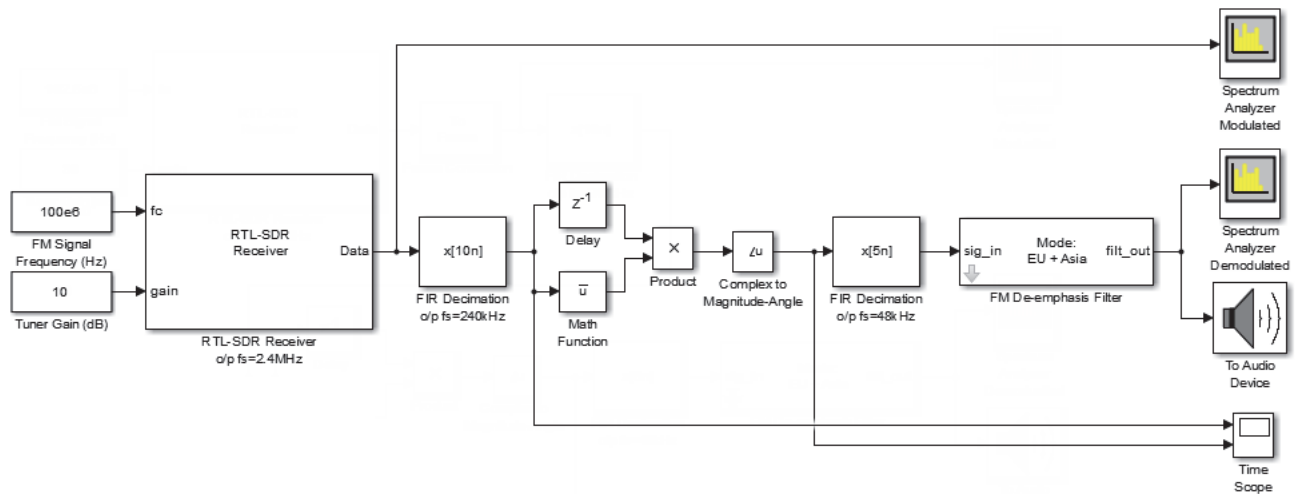 Spectrum
Analyzer
Modulated
100e6
FM Signal
Frequency (Hz)
10
Tuner Gain (dB)
fc
gain
RTL-SDR
Receiver
Data
RTL-SDR Receiver
o/p fs=2.4MHz
x[10n]
FIR Decimation
o/p fs=240kHz
z-1
Delay
u
Math
Function
×
Product
∠u
Complex to
Magnitude-Angle
x[5n]
FIR Decimation
o/p fs=48kHz
sig_in
Mode:
EU + Asia
filt_out
FM De-emphasis Filter
Spectrum
Analyzer
Demodulated
To Audio
Device
Time
Scope